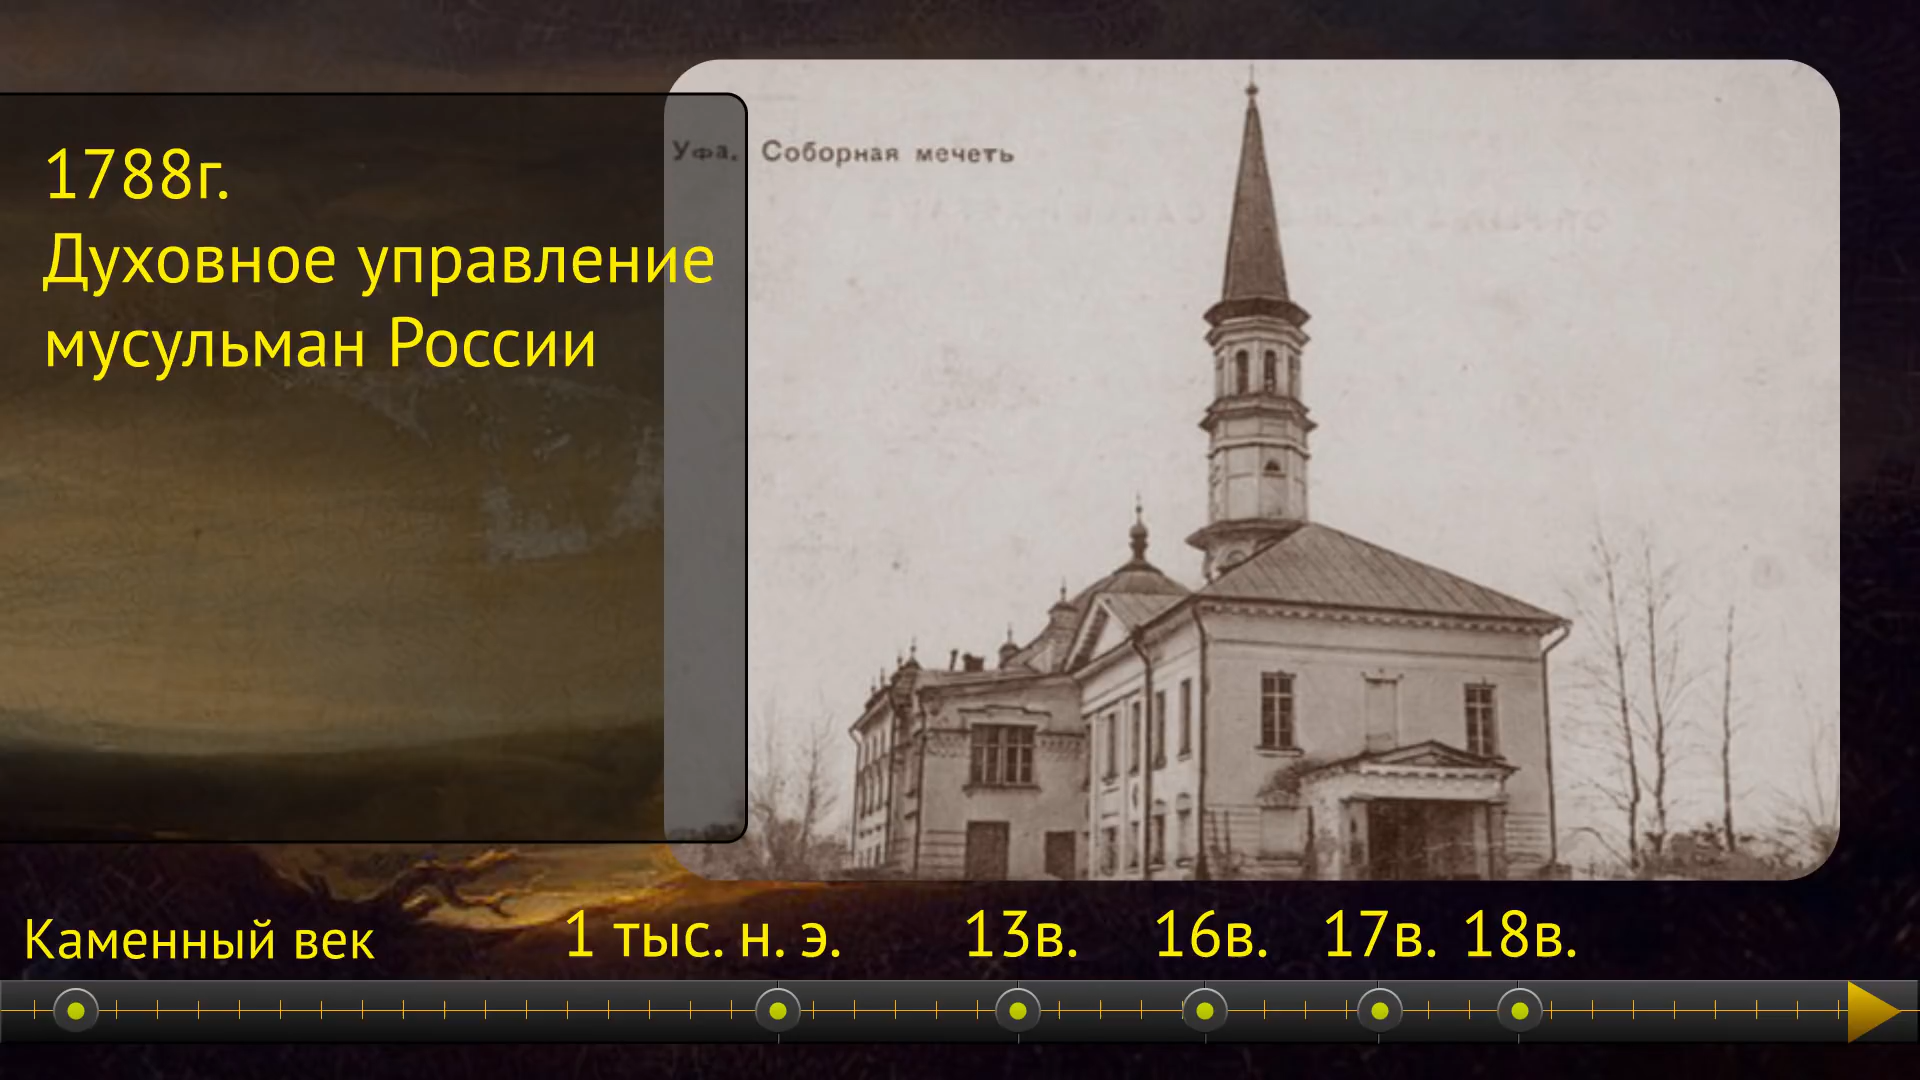 1788г.
Духовное управление
мусульман России
Уфа. Соборная мечеть
Каменный век
1 тыс. н. э.
13в.
16в.
17в.
18в.